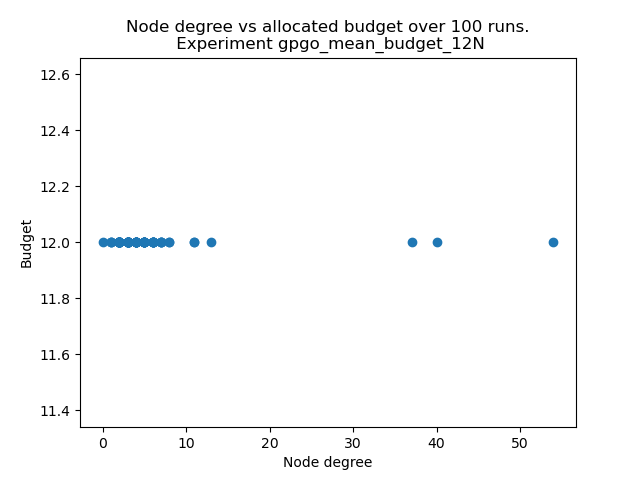 Node degree vs allocated budget over 100 runs.
Experiment gpgo_mean_budget_12N
12.6
12.4
12.2
12.0
11.8
11.6
11.4
Budget
0 10 20 30 40 50
Node degree